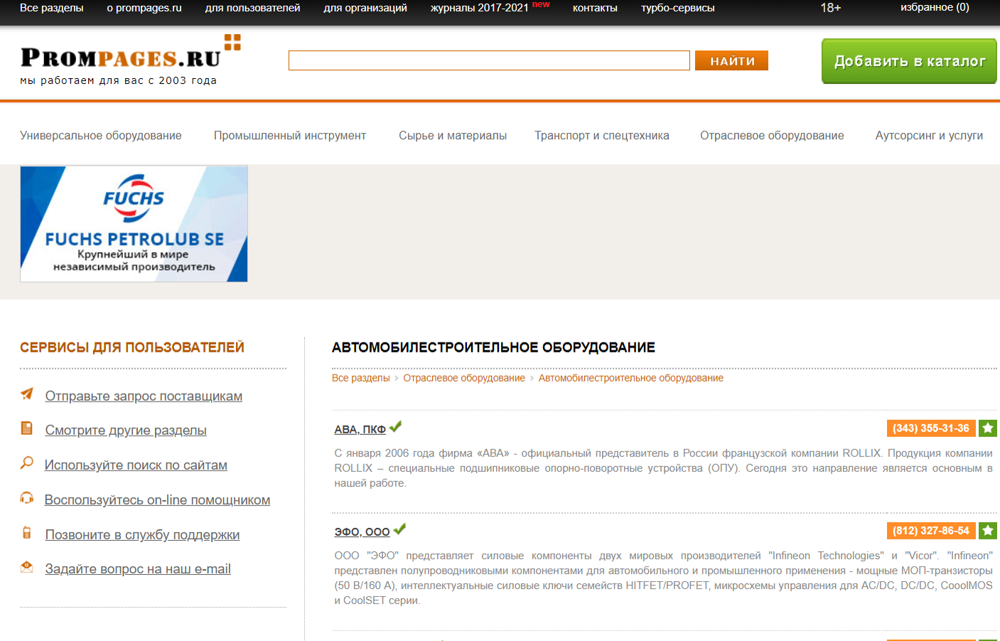 Все разделы о prompages.ru для пользователей для организаций журналы 2017-2021 new контакты турбо-сервисы 18+ избранное (0)
PROMPAGES.RU
мы работаем для вас с 2003 года
НАЙТИ
Добавить в каталог
Универсальное оборудование Промышленный инструмент Сырье и материалы Транспорт и спецтехника Отраслевое оборудование Аутсорсинг и услуги
FUCHS
FUCHS PETROLUB SE
Крупнейший в мире
независимый производитель
СЕРВИСЫ ДЛЯ ПОЛЬЗОВАТЕЛЕЙ
Отправьте запрос поставщикам
Смотрите другие разделы
Используйте поиск по сайтам
Воспользуйтесь on-line помощником
Позвоните в службу поддержки
Задайте вопрос на наш e-mail
АВТОМОБИЛЕСТРОИТЕЛЬНОЕ ОБОРУДОВАНИЕ
Все разделы › Отраслевое оборудование › Автомобилестроительное оборудование
АВА, ПКФ (343) 355-31-36
С января 2006 года фирма «АВА» - официальный представитель в России французской компании ROLLIX. Продукция компании
ROLLIX – специальные подшипниковые опорно-поворотные устройства (ОПУ). Сегодня это направление является основным в
нашей работе.
ЭФО, ООО (812) 327-86-54
ООО "ЭФО" представляет силовые компоненты двух мировых производителей "Infineon Technologies" и "Vicor". "Infineon"
представлен полупроводниковыми компонентами для автомобильного и промышленного применения - мощные МОП-транзисторы
(50 В/160 А), интеллектуальные силовые ключи семейств HITFET/PROFET, микросхемы управления для AC/DC, DC/DC, CooolMOS
и CoolSET серии.